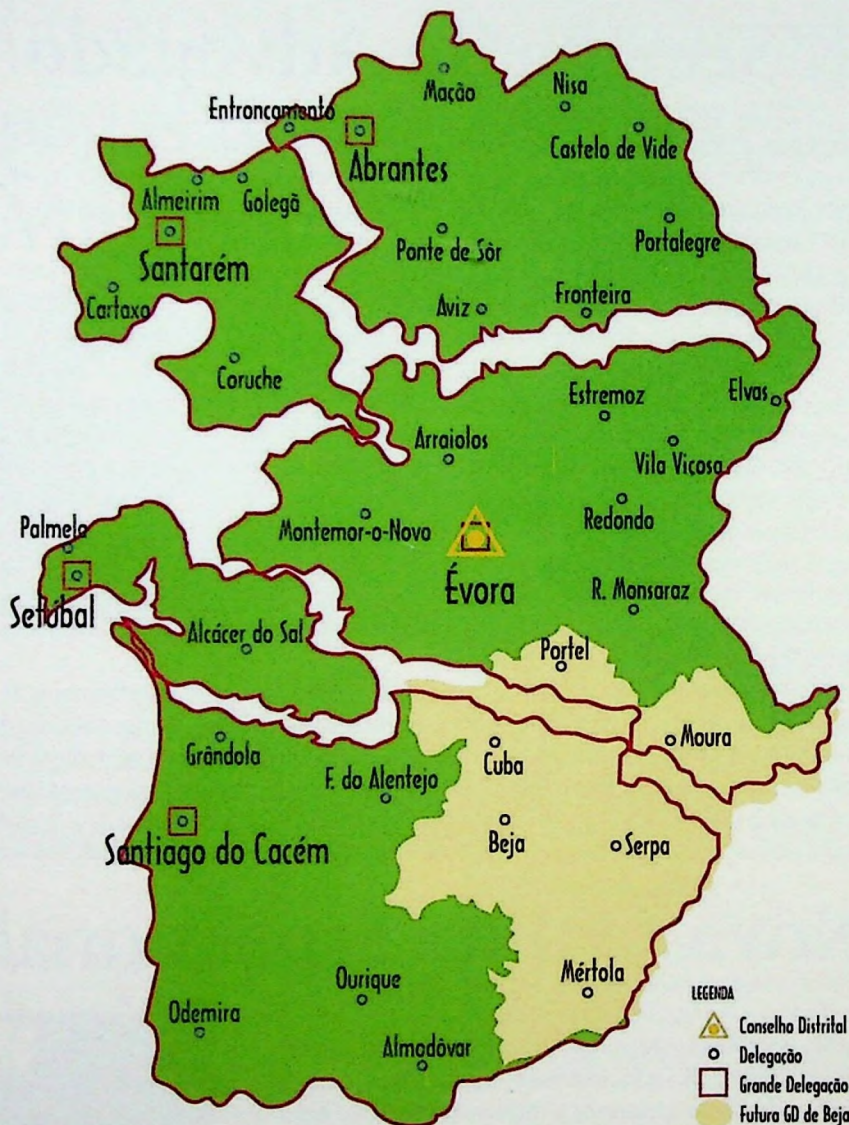 Mação
Nisa
Entroncamento
Abrantes
Castelo de Vide
Almeirim
Golegã
Santarém
Ponte de Sôr
Portalegre
Cartaxo
Aviz
Fronteira
Coruche
Estremoz
Elvas
Arraiolos
Vila Viçosa
Palmela
Montemor-o-Novo
Redondo
Setúbal
Évora
R. Monsaraz
Alcácer do Sal
Portel
Grândola
Cuba
Moura
F. do Alentejo
Santiago do Cacém
Beja
Serpa
Ourique
Mértola
Odemira
Almodôvar
LEGENDA
Conselho Distrital
Delegação
Grande Delegação
Futura GD de Beja